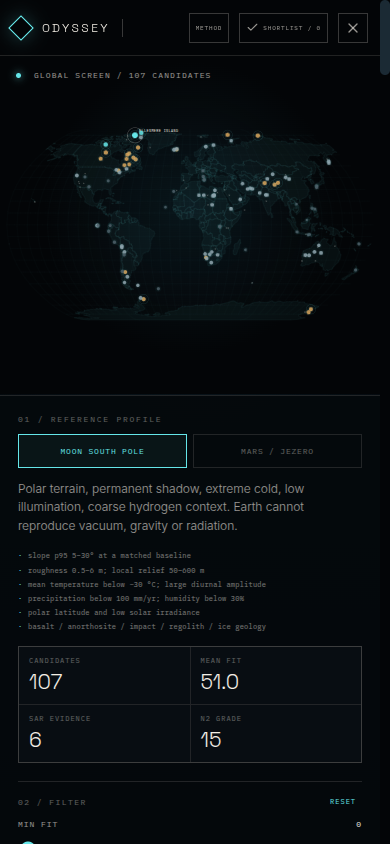 ODYSSEY
METHOD
SHORTLIST / 0
GLOBAL SCREEN / 107 CANDIDATES
ELLESMERE ISLAND
01 / REFERENCE PROFILE
MOON SOUTH POLE
MARS / JEZERO
Polar terrain, permanent shadow, extreme cold, low
illumination, coarse hydrogen context. Earth cannot
reproduce vacuum, gravity or radiation.
- slope p95 5–30° at a matched baseline
- roughness 0.5–6 m; local relief 50–600 m
- mean temperature below −30 °C; large diurnal amplitude
- precipitation below 100 mm/yr; humidity below 30%
- polar latitude and low solar irradiance
- basalt / anorthosite / impact / regolith / ice geology
CANDIDATES
107
MEAN FIT
51.0
SAR EVIDENCE
6
N2 GRADE
15
02 / FILTER
RESET
MIN FIT
0